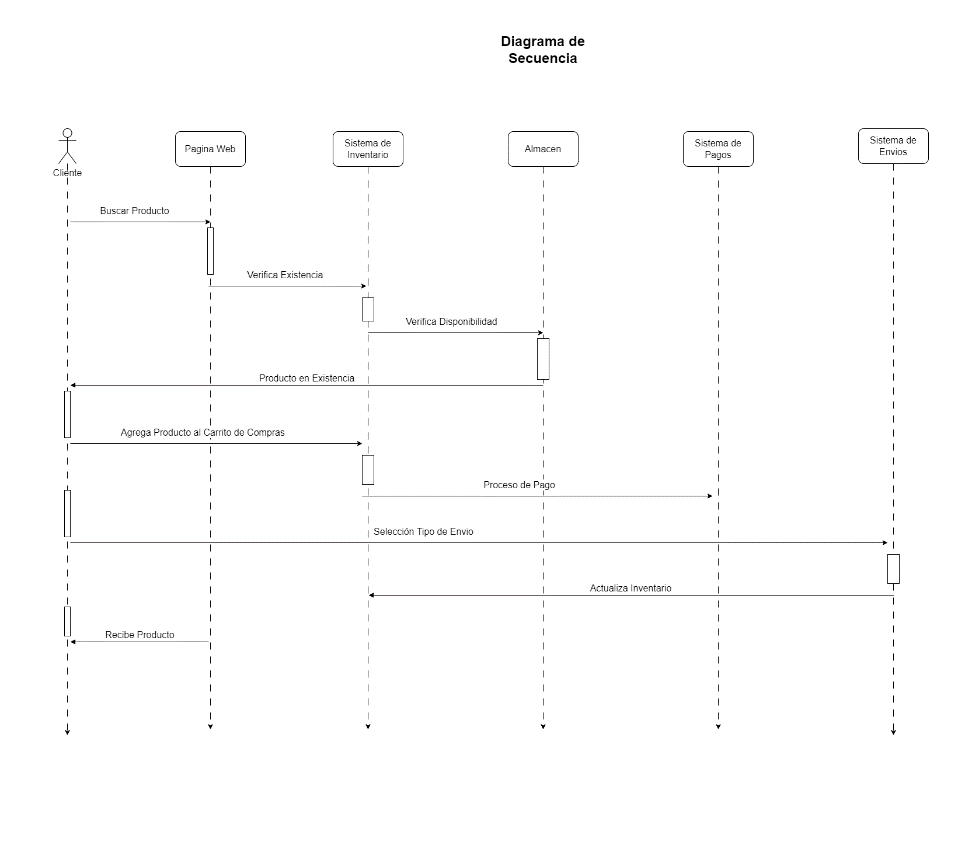 Diagrama de
Secuencia
Cliente
Pagina Web
Sistema de
Inventario
Almacen
Sistema de
Pagos
Sistema de
Envios
Buscar Producto
Verifica Existencia
Verifica Disponibilidad
Producto en Existencia
Agrega Producto al Carrito de Compras
Proceso de Pago
Selección Tipo de Envio
Actualiza Inventario
Recibe Producto